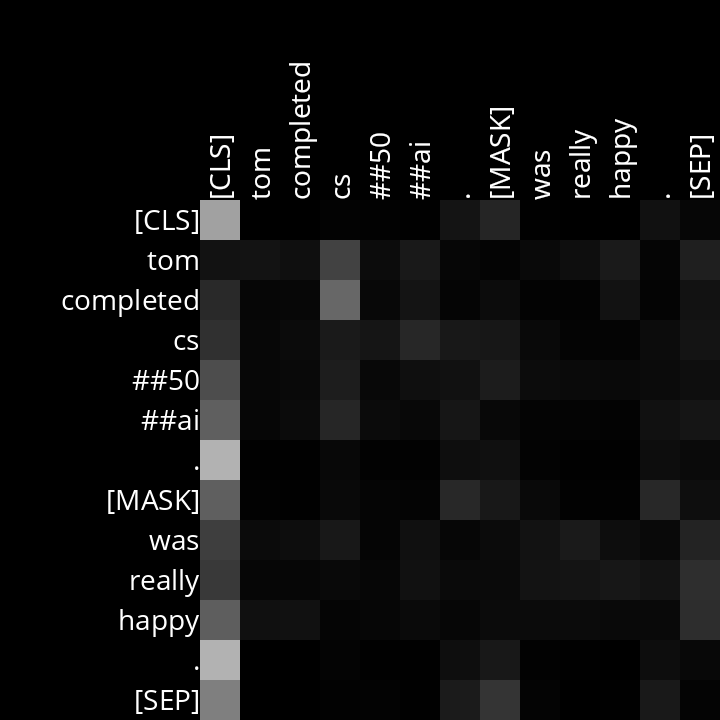 [CLS] tom completed cs ##50 ##ai . [MASK] was really happy . [SEP]
[CLS]
tom
completed
cs
##50
##ai
.
[MASK]
was
really
happy
.
[SEP]